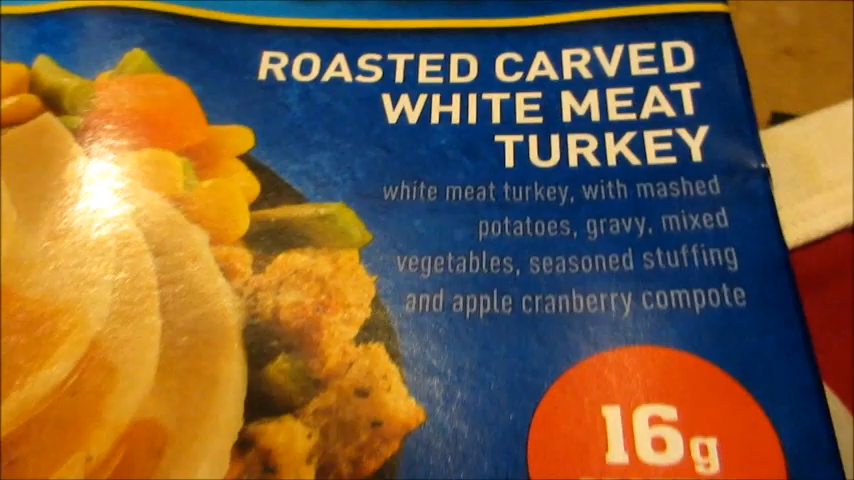 ROASTED CARVED
WHITE MEAT
TURKEY
white meat turkey, with mashed
potatoes, gravy, mixed
vegetables, seasoned stuffing
and apple cranberry compote
16g